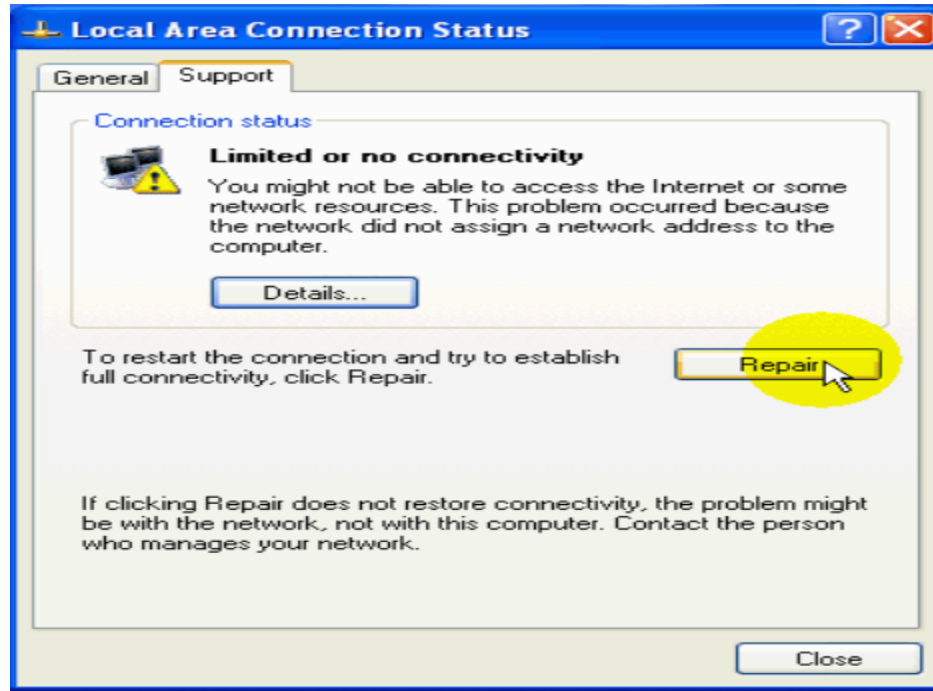 Local Area Connection Status
General
Support
Connection status
Limited or no connectivity
You might not be able to access the Internet or some
network resources. This problem occurred because
the network did not assign a network address to the
computer.
Details...
To restart the connection and try to establish
full connectivity, click Repair.
Repair
If clicking Repair does not restore connectivity, the problem might
be with the network, not with this computer. Contact the person
who manages your network.
Close